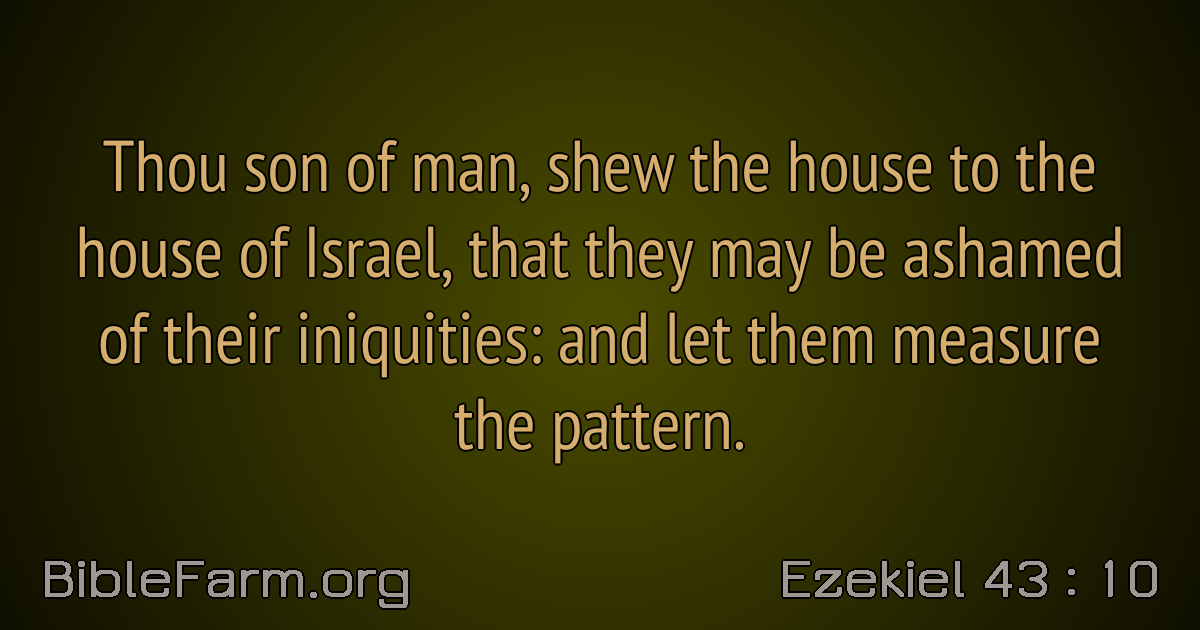 Thou son of man, shew the house to the
house of Israel, that they may be ashamed
of their iniquities: and let them measure
the pattern.
BibleFarm.org
Ezekiel 43 : 10